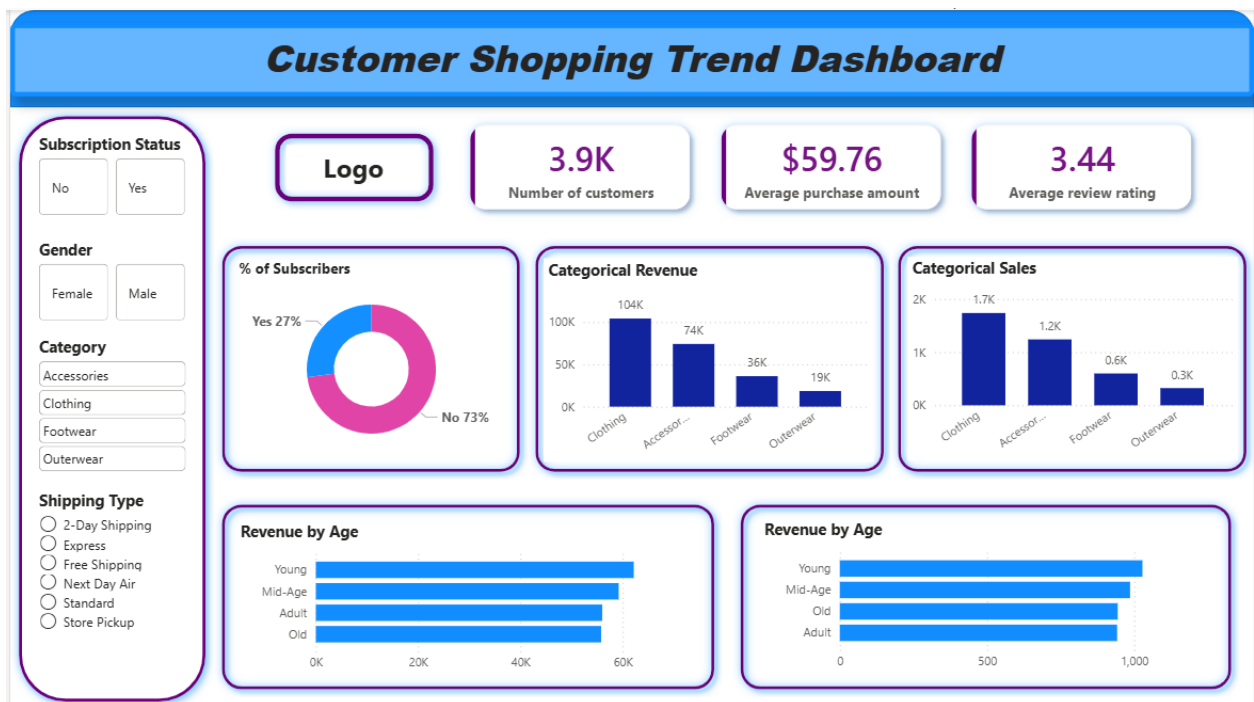 Customer Shopping Trend Dashboard
Subscription Status
No
Yes
Gender
Female
Male
Category
Accessories
Clothing
Footwear
Outerwear
Shipping Type
2-Day Shipping
Express
Free Shipping
Next Day Air
Standard
Store Pickup
Logo
3.9K
Number of customers
$59.76
Average purchase amount
3.44
Average review rating
% of Subscribers
Yes 27%
No 73%
Categorical Revenue
100K
50K
0K
104K
74K
36K
19K
Clothing
Accessor...
Footwear
Outerwear
Categorical Sales
2K
1K
0K
1.7K
1.2K
0.6K
0.3K
Clothing
Accessor...
Footwear
Outerwear
Revenue by Age
Young
Mid-Age
Adult
Old
0K 20K 40K 60K
Revenue by Age
Young
Mid-Age
Old
Adult
0 500 1,000